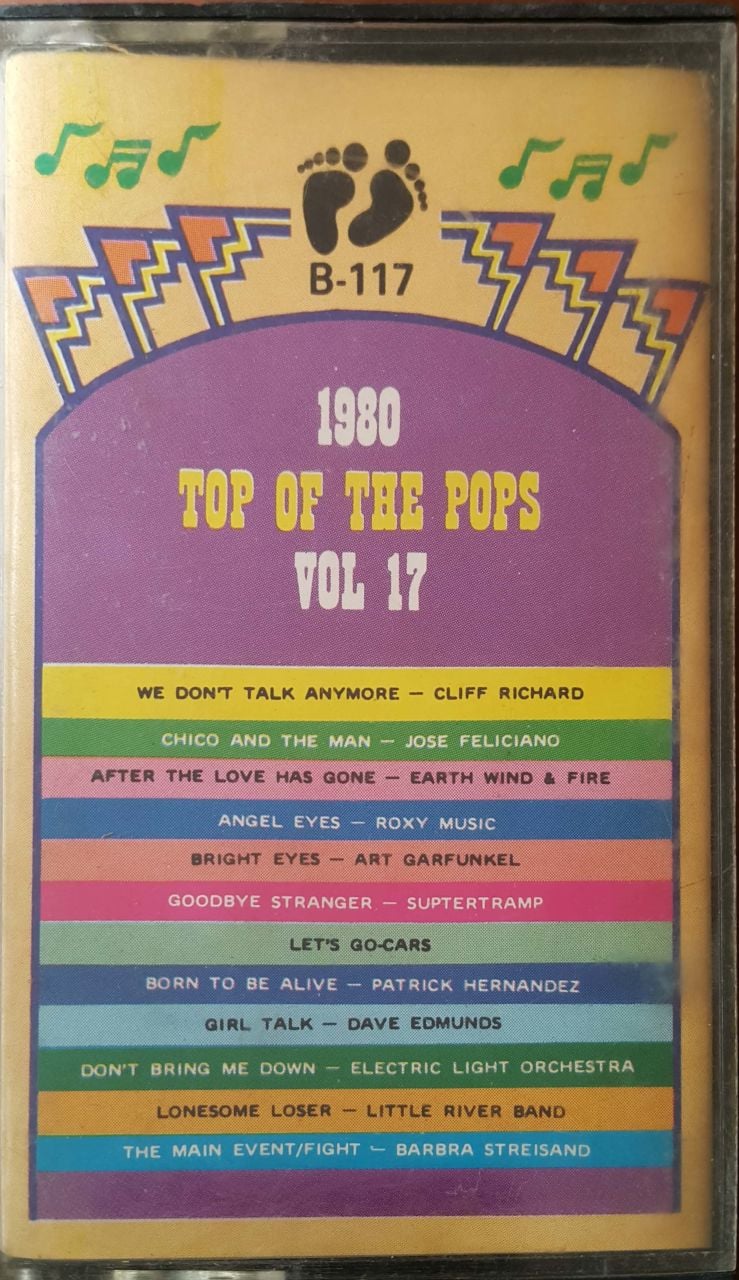 B-117
1980
TOP OF THE POPS
VOL 17
WE DON'T TALK ANYMORE — CLIFF RICHARD
CHICO AND THE MAN — JOSE FELICIANO
AFTER THE LOVE HAS GONE — EARTH WIND & FIRE
ANGEL EYES — ROXY MUSIC
BRIGHT EYES — ART GARFUNKEL
GOODBYE STRANGER — SUPTERTRAMP
LET'S GO-CARS
BORN TO BE ALIVE — PATRICK HERNANDEZ
GIRL TALK — DAVE EDMUNDS
DON'T BRING ME DOWN — ELECTRIC LIGHT ORCHESTRA
LONESOME LOSER — LITTLE RIVER BAND
THE MAIN EVENT/FIGHT — BARBRA STREISAND